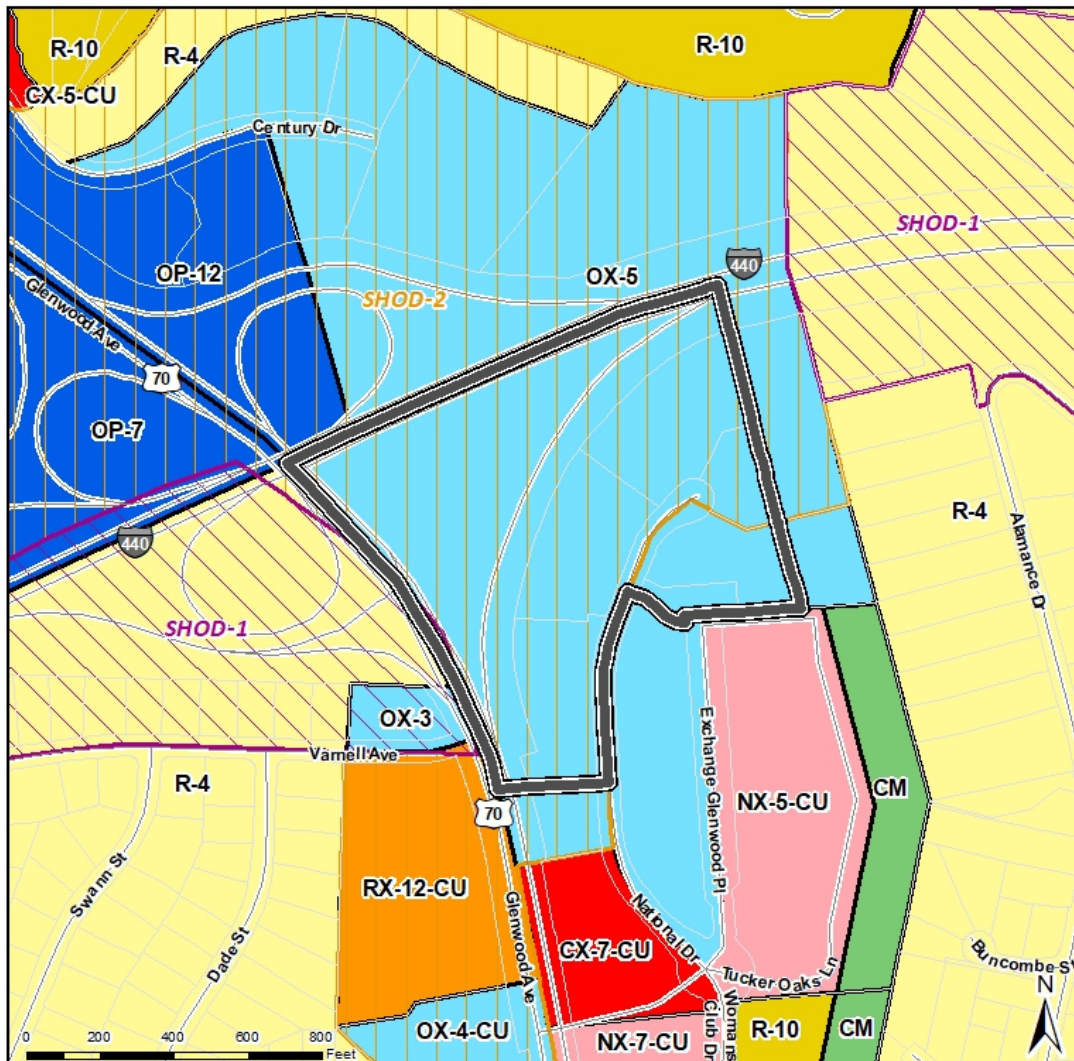 R-10
R-4
R-10
CX-5-CU
Century Dr
SHOD-1
440
OP-12
OX-5
SHOD-2
Glenwood Ave
70
OP-7
440
R-4
Alamance Dr
SHOD-1
OX-3
Varnell Ave
R-4
70
Exchange Glenwood Pl
NX-5-CU
CM
RX-12-CU
Swann St
Dade St
Glenwood Ave
CX-7-CU
National Dr
Tucker Oaks Ln
Buncombe St
N
OX-4-CU
NX-7-CU
Womans
Club Dr
R-10
CM
0 200 400 600 800
Feet